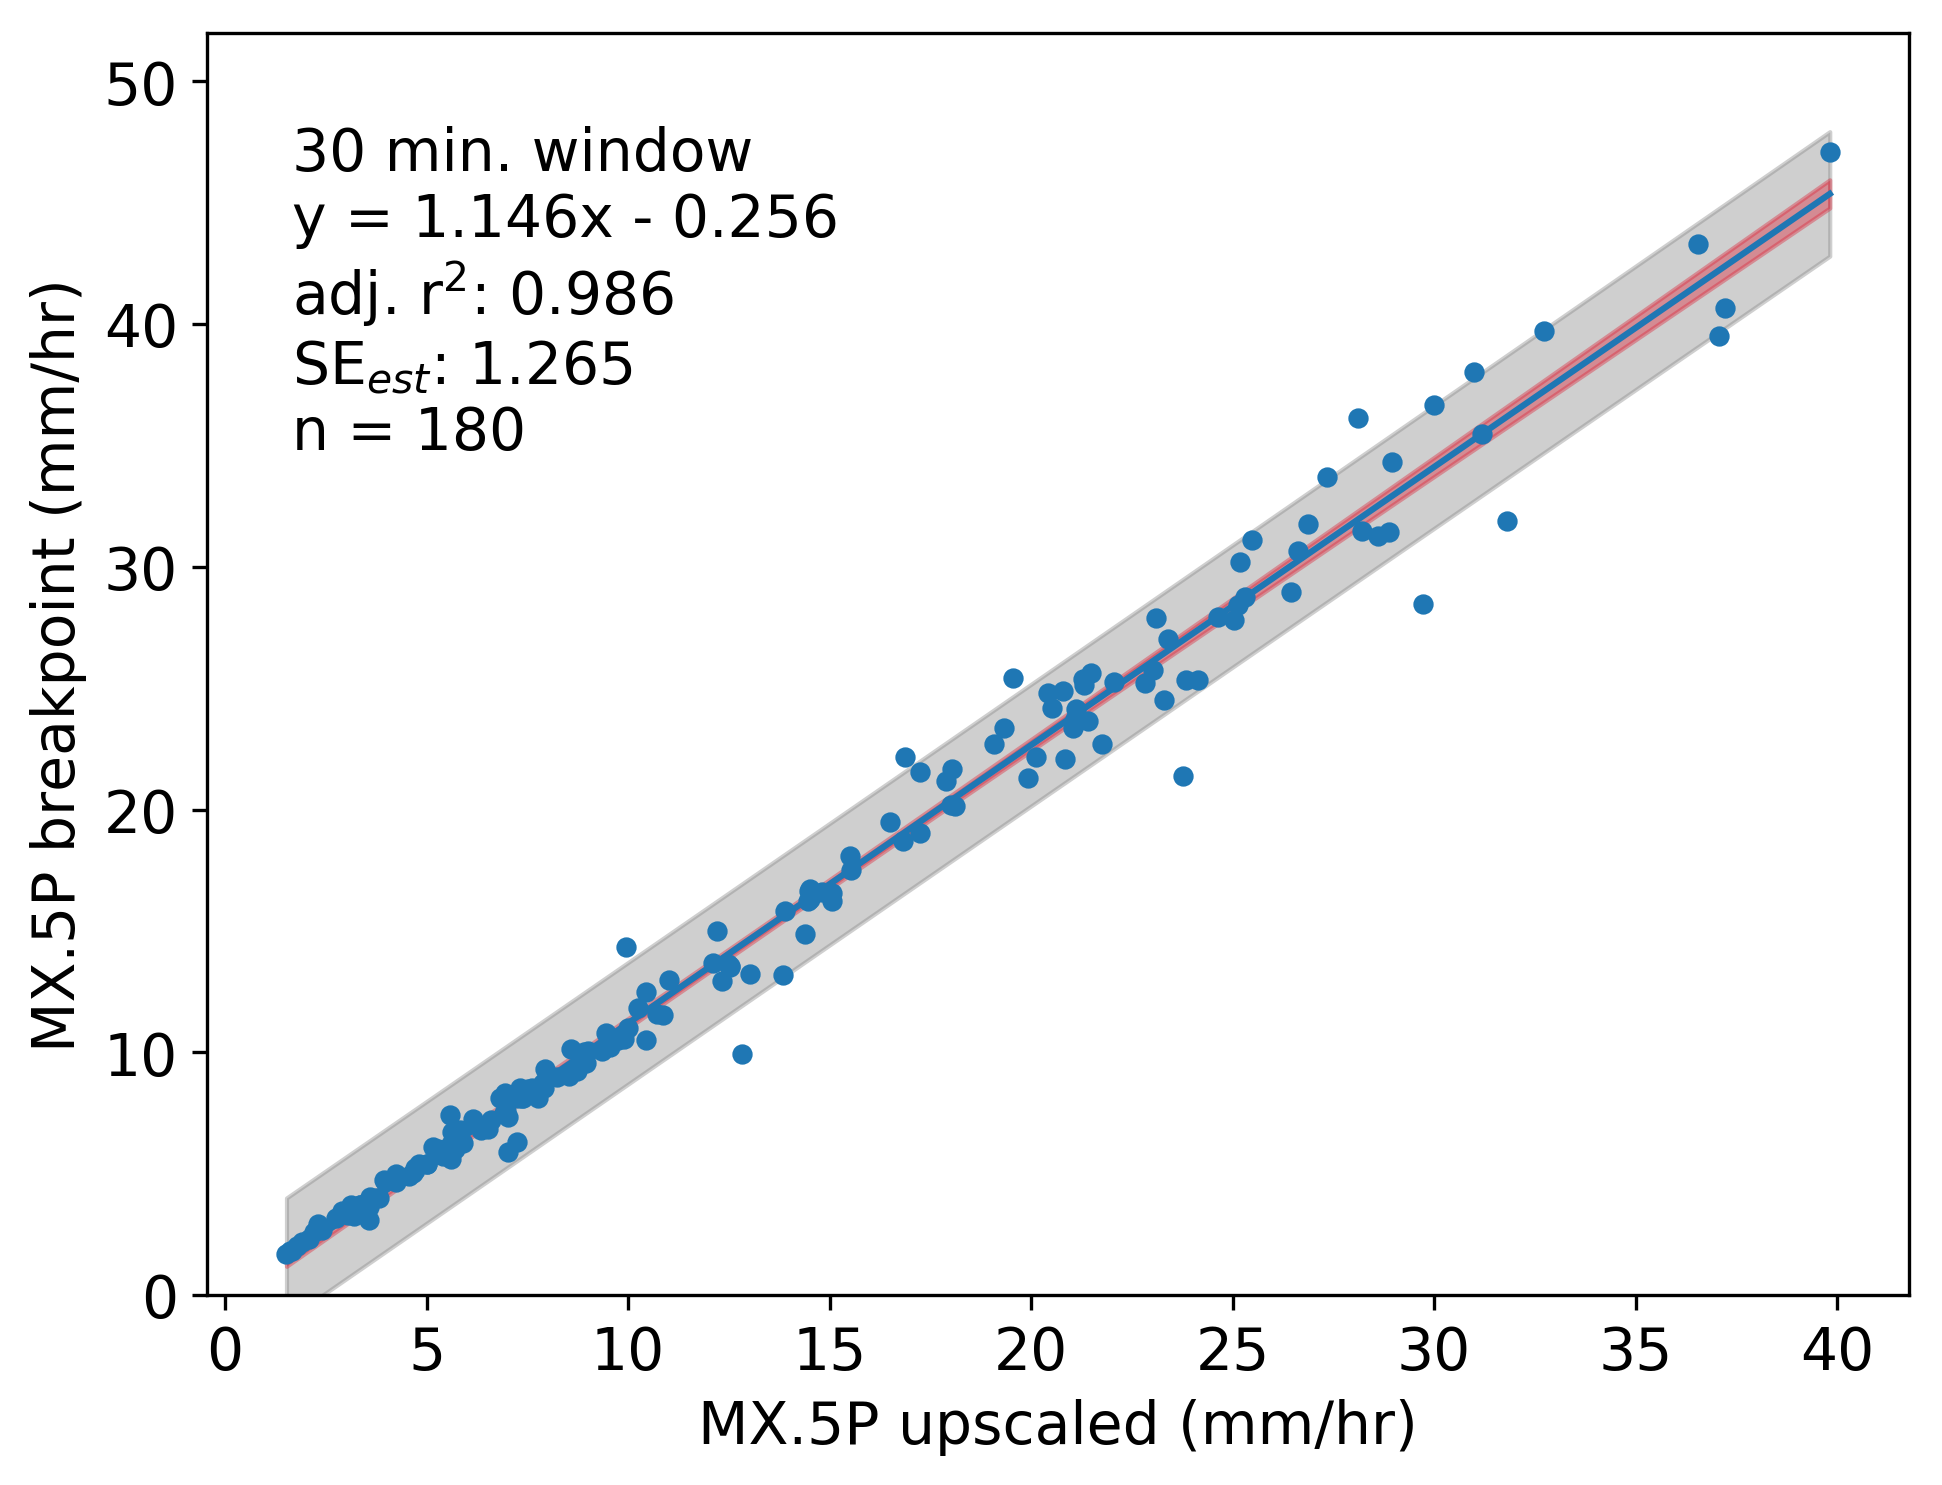 50
40
30
20
10
0
MX.5P breakpoint (mm/hr)
30 min. window
y = 1.146x - 0.256
adj. r²: 0.986
SEest: 1.265
n = 180
0 5 10 15 20 25 30 35 40
MX.5P upscaled (mm/hr)